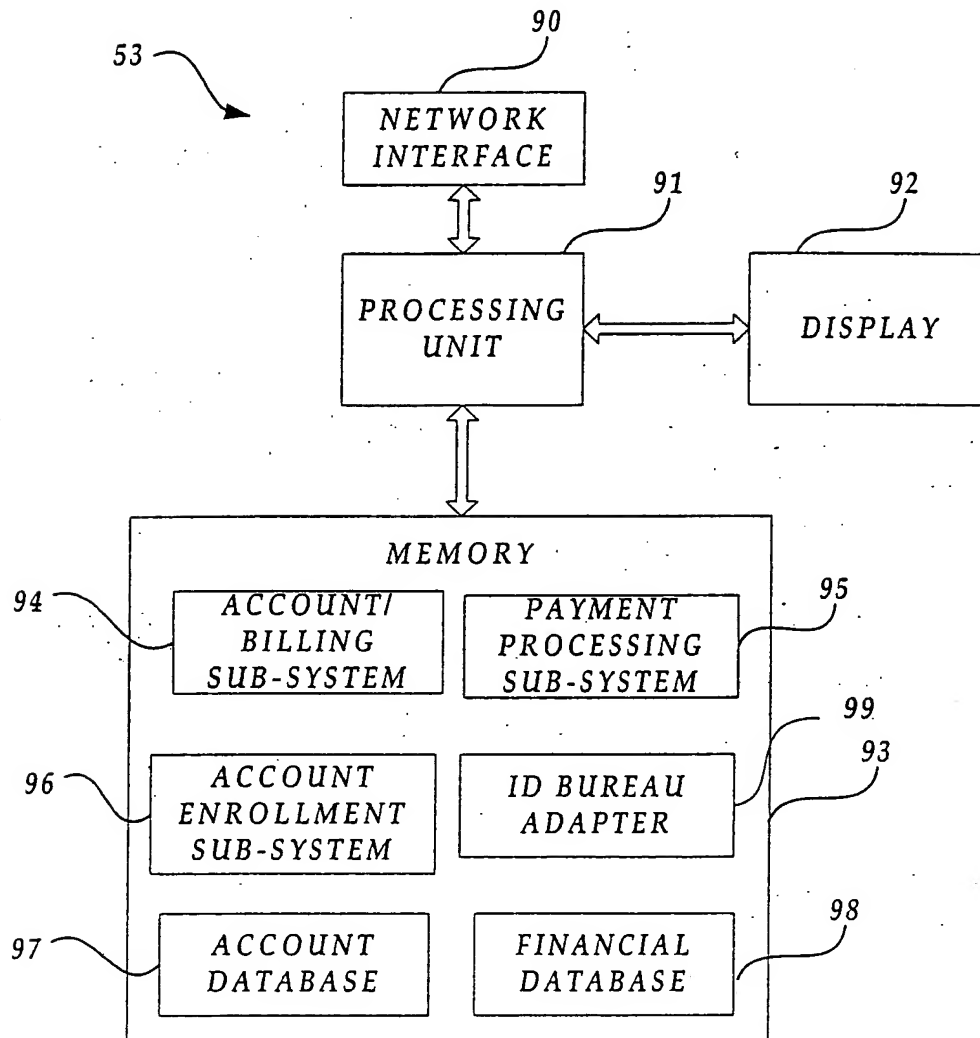 53
90
NETWORK
INTERFACE
91
92
PROCESSING
UNIT
DISPLAY
MEMORY
94
ACCOUNT/
BILLING
SUB-SYSTEM
PAYMENT
PROCESSING
SUB-SYSTEM
95
99
93
96
ACCOUNT
ENROLLMENT
SUB-SYSTEM
ID BUREAU
ADAPTER
97
ACCOUNT
DATABASE
FINANCIAL
DATABASE
98